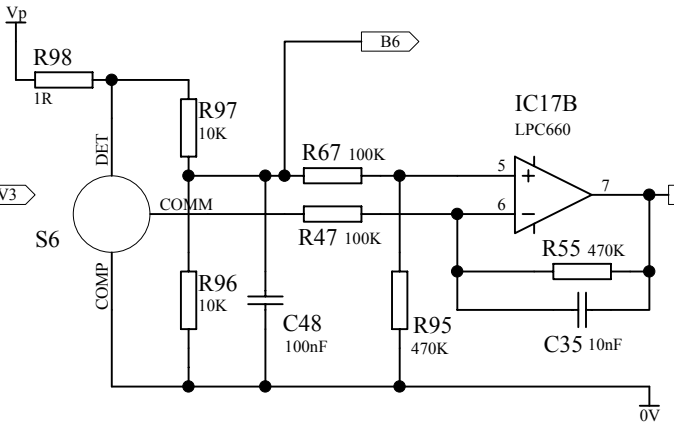 Vp
B6
R98
1R
R97
10K
IC17B
LPC660
DET
R67 100K
5
+
7
V3
COMM
6
−
S6
R47 100K
R55 470K
COMP
R96
10K
C48
100nF
R95
470K
C35 10nF
0V